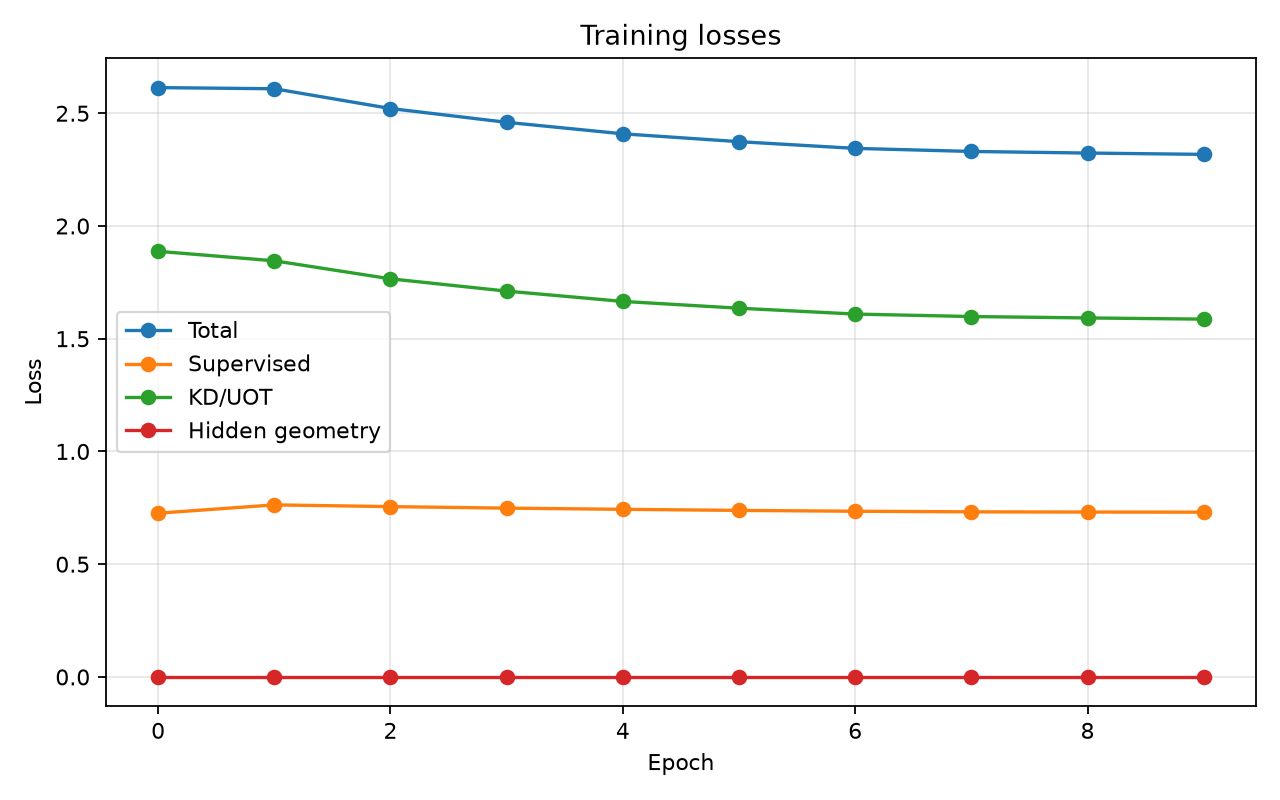 Training losses
2.5
2.0
1.5
1.0
0.5
0.0
Loss
Total
Supervised
KD/UOT
Hidden geometry
0 2 4 6 8
Epoch